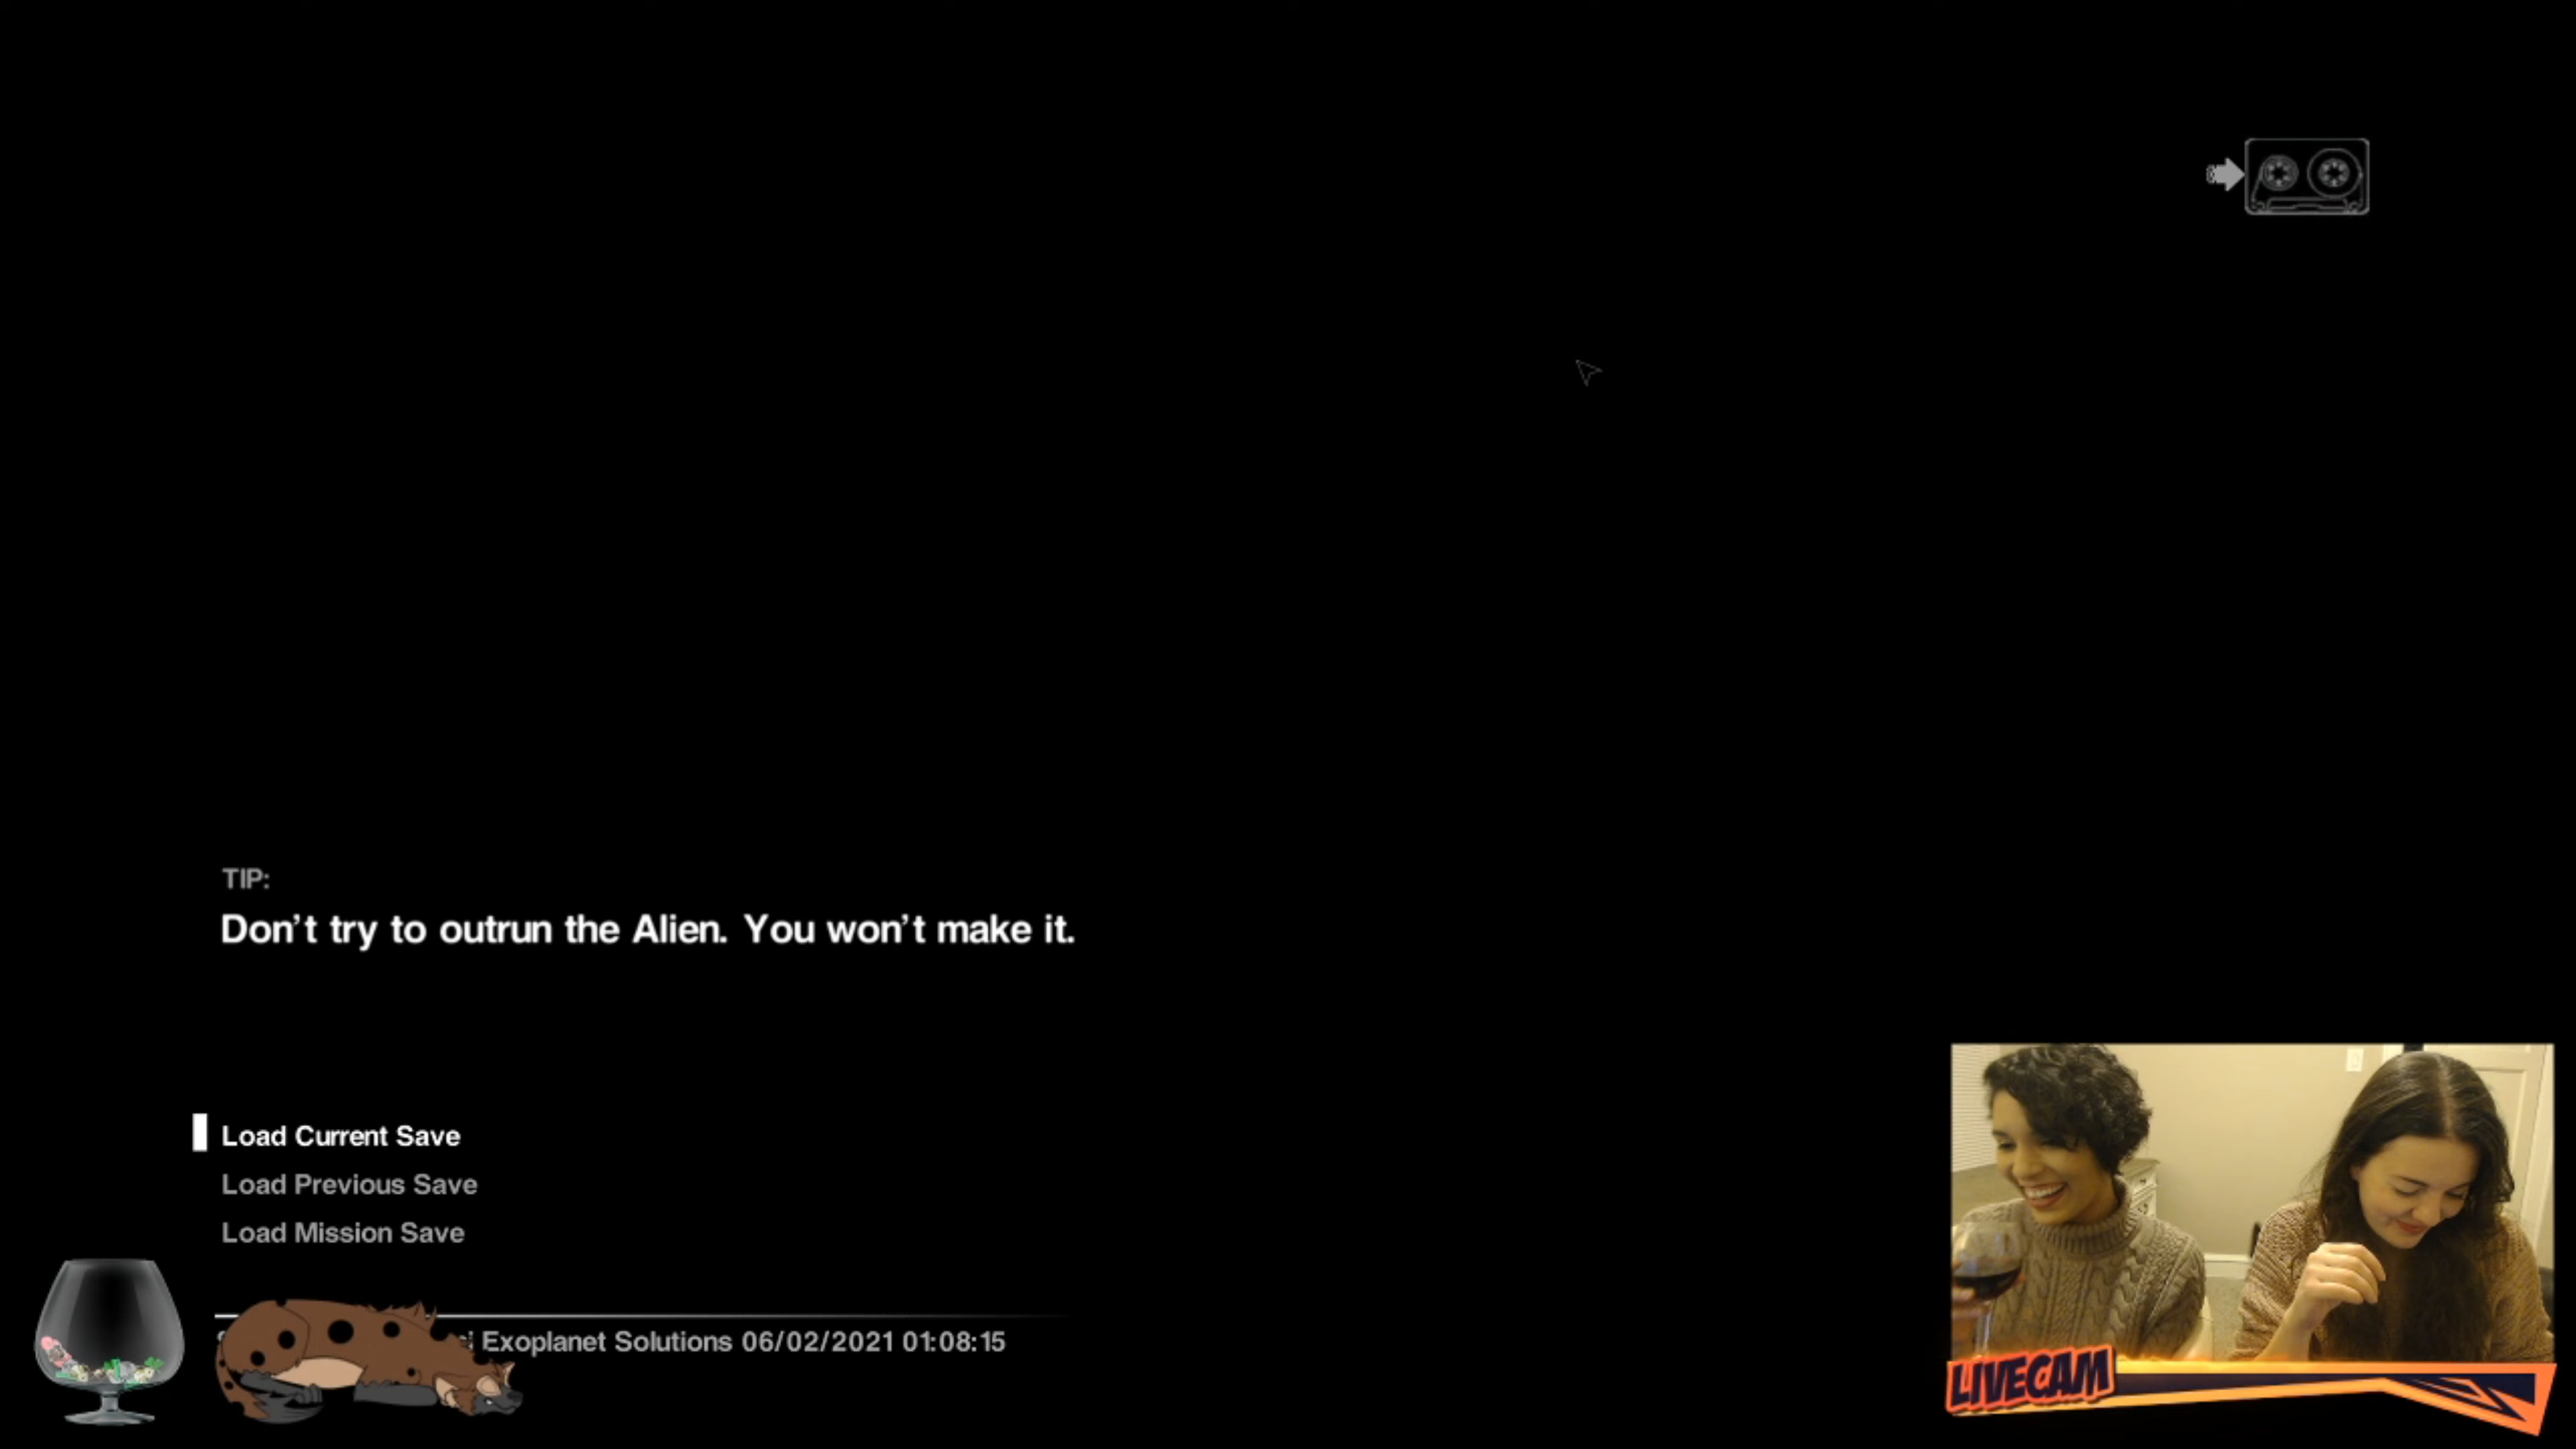 TIP:
Don't try to outrun the Alien. You won't make it.
Load Current Save
Load Previous Save
Load Mission Save
Exoplanet Solutions 06/02/2021 01:08:15
LIVECAM